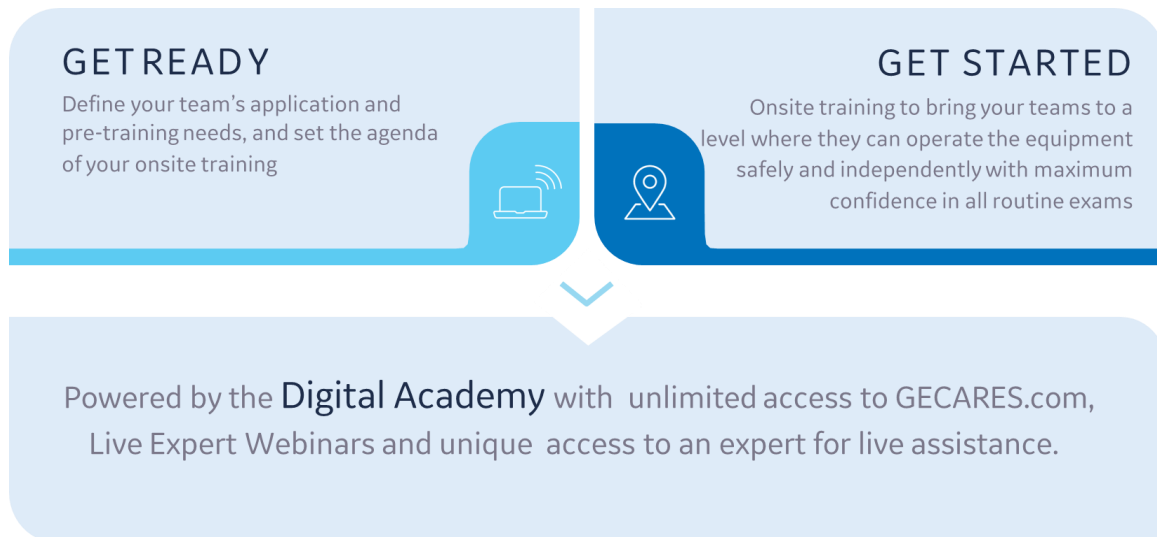 GET READY
Define your team's application and
pre-training needs, and set the agenda
of your onsite training
GET STARTED
Onsite training to bring your teams to a
level where they can operate the equipment
safely and independently with maximum
confidence in all routine exams
Powered by the Digital Academy with unlimited access to GECARES.com,
Live Expert Webinars and unique access to an expert for live assistance.